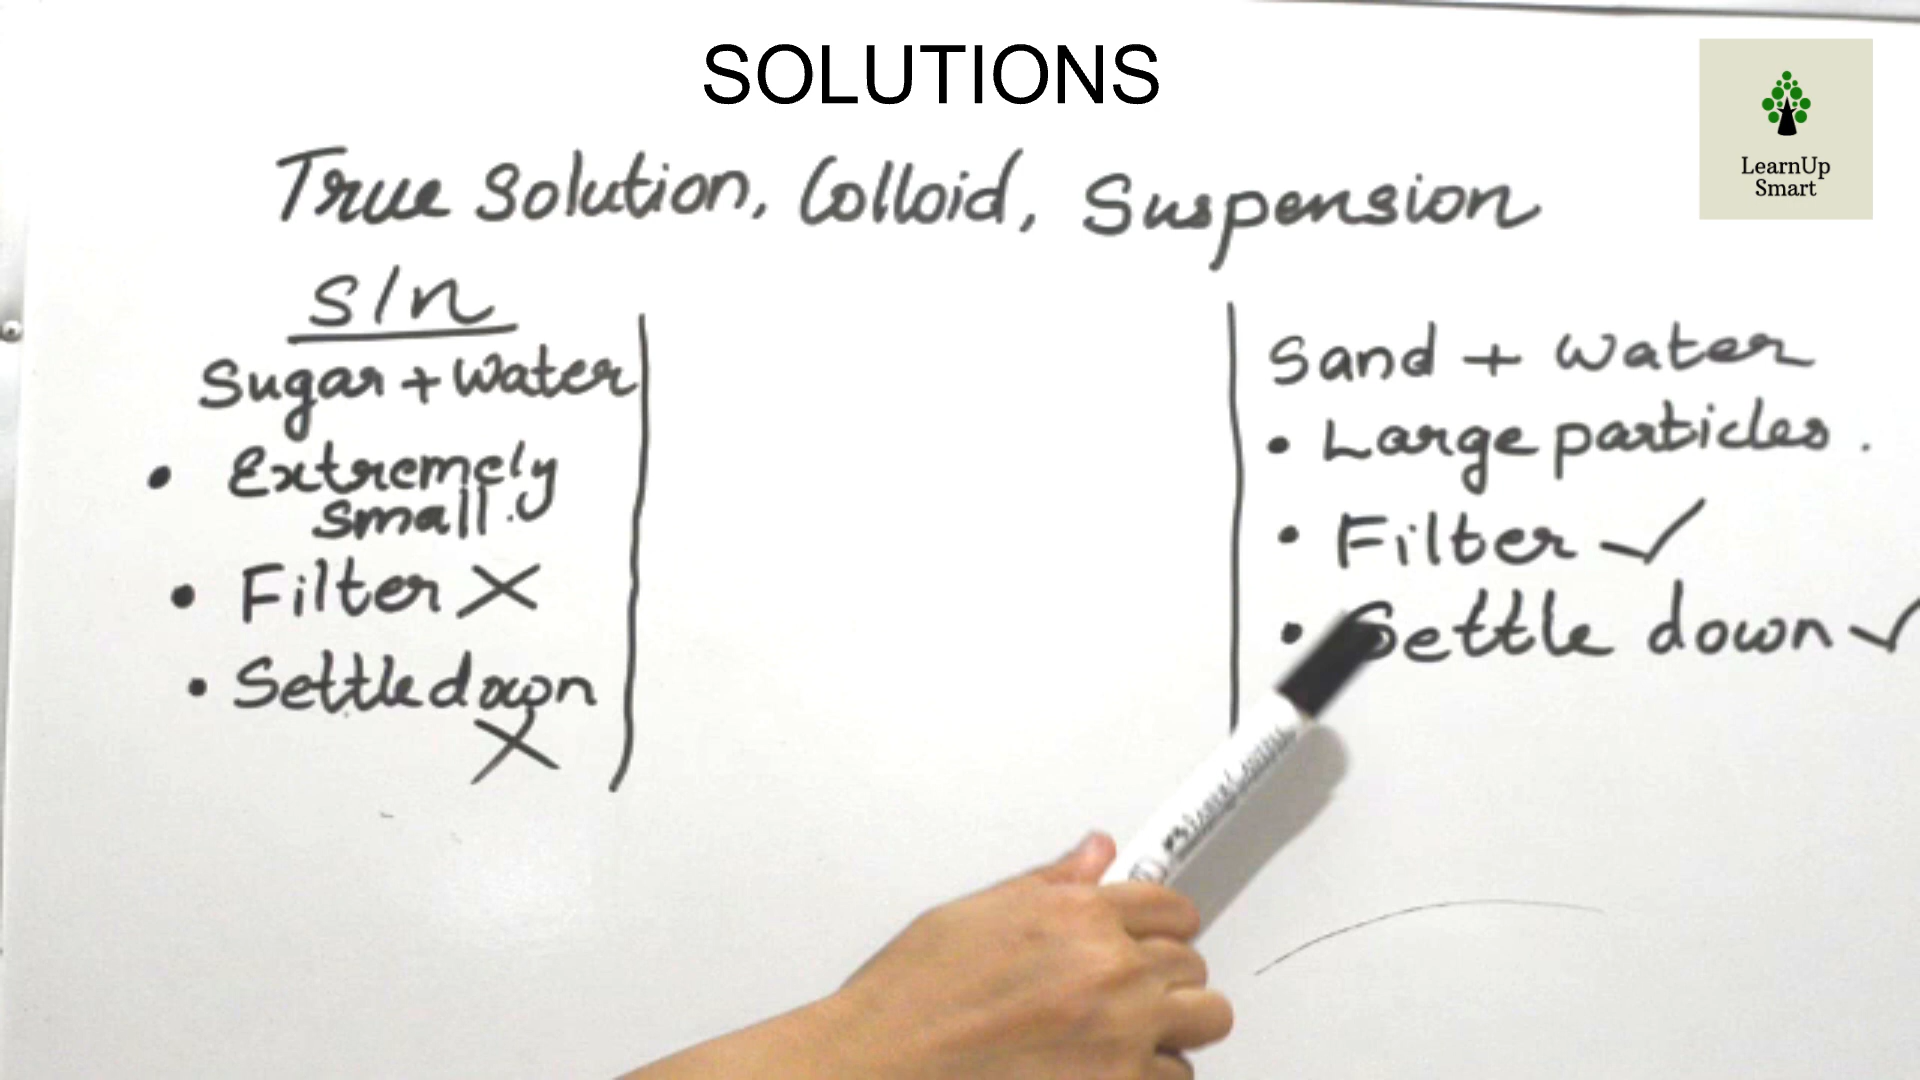 SOLUTIONS
LearnUp
Smart
True Solution, Colloid, Suspension
S/n
Sugar + Water
• Extremely
small.
• Filter X
• Settle down
X
Sand + Water
• Large particles.
• Filter ✓
• Settle down ✓